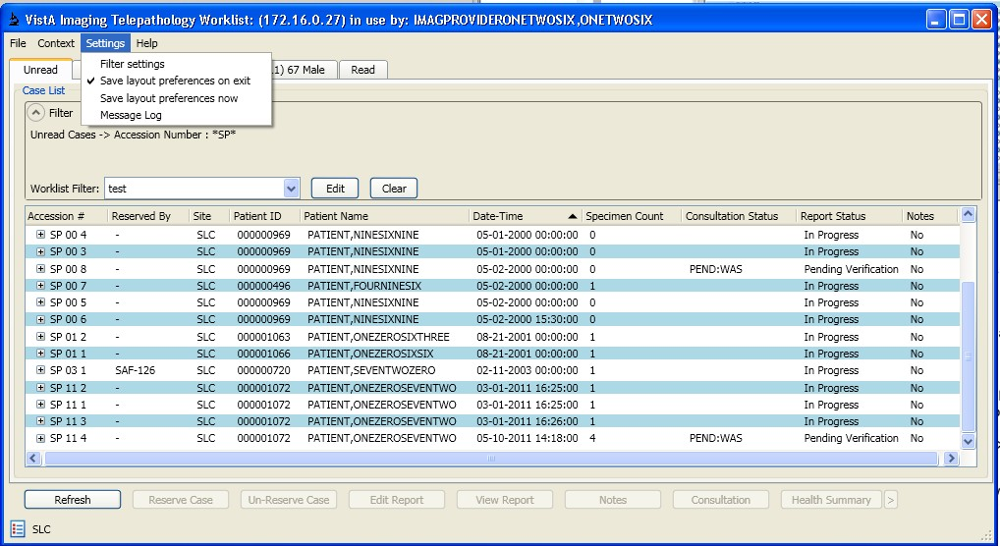 VistA Imaging Telepathology Worklist: (172.16.0.27) in use by: IMAGPROVIDERONETWOSIX,ONETWOSIX
File Context Settings Help
Filter settings
Save layout preferences on exit
Save layout preferences now
Message Log
Unread 1) 67 Male Read
Case List
Filter
Unread Cases -> Accession Number : *SP*
Worklist Filter: test Edit Clear
Accession # Reserved By Site Patient ID Patient Name Date-Time Specimen Count Consultation Status Report Status Notes
SP 00 4 - SLC 000000969 PATIENT,NINESIXNINE 05-01-2000 00:00:00 0 In Progress No
SP 00 3 - SLC 000000969 PATIENT,NINESIXNINE 05-01-2000 00:00:00 0 In Progress No
SP 00 8 - SLC 000000969 PATIENT,NINESIXNINE 05-02-2000 00:00:00 0 PEND:WAS Pending Verification No
SP 00 7 - SLC 000000496 PATIENT,FOURNINESIX 05-02-2000 00:00:00 1 In Progress No
SP 00 5 - SLC 000000969 PATIENT,NINESIXNINE 05-02-2000 00:00:00 0 In Progress No
SP 00 6 - SLC 000000969 PATIENT,NINESIXNINE 05-02-2000 15:30:00 0 In Progress No
SP 01 2 - SLC 000001063 PATIENT,ONEZEROSIXTHREE 08-21-2001 00:00:00 1 In Progress No
SP 01 1 - SLC 000001066 PATIENT,ONEZEROSIXSIX 08-21-2001 00:00:00 1 In Progress No
SP 03 1 SAF-126 SLC 000000720 PATIENT,SEVENTWOZERO 02-11-2003 00:00:00 1 In Progress No
SP 11 2 - SLC 000001072 PATIENT,ONEZEROSEVENTWO 03-01-2011 16:25:00 1 In Progress No
SP 11 1 - SLC 000001072 PATIENT,ONEZEROSEVENTWO 03-01-2011 16:25:00 1 In Progress No
SP 11 3 - SLC 000001072 PATIENT,ONEZEROSEVENTWO 03-01-2011 16:26:00 1 In Progress No
SP 11 4 - SLC 000001072 PATIENT,ONEZEROSEVENTWO 05-10-2011 14:18:00 4 PEND:WAS Pending Verification No
Refresh Reserve Case Un-Reserve Case Edit Report View Report Notes Consultation Health Summary >
SLC